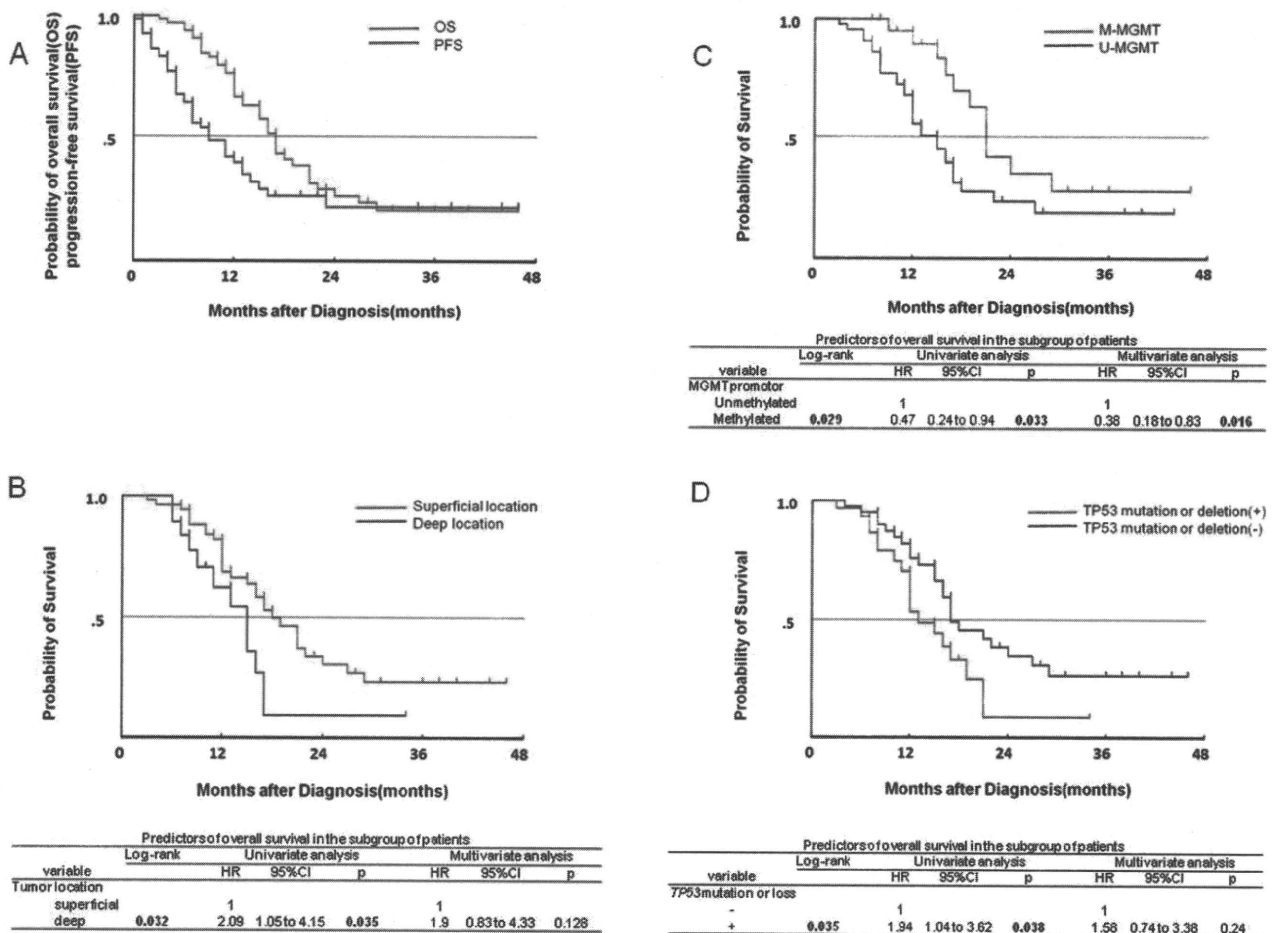 A
Probability of overall survival(OS)
progression-free survival(PFS)
1.0
.5
OS
PFS
0 12 24 36 48
Months after Diagnosis(months)
C
Probability of Survival
1.0
.5
M-MGMT
U-MGMT
0 12 24 36 48
Months after Diagnosis(months)
Predictors of overall survival in the subgroup of patients
Log-rank Univariate analysis Multivariate analysis
variable HR 95%CI p HR 95%CI p
MGMT promotor
Unmethylated 1 1
Methylated 0.029 0.47 0.24 to 0.94 0.033 0.38 0.18 to 0.83 0.016
B
Probability of Survival
1.0
.5
Superficial location
Deep location
0 12 24 36 48
Months after Diagnosis(months)
Predictors of overall survival in the subgroup of patients
Log-rank Univariate analysis Multivariate analysis
variable HR 95%CI p HR 95%CI p
Tumor location
superficial 1 1
deep 0.032 2.09 1.05 to 4.15 0.035 1.9 0.83 to 4.33 0.128
D
Probability of Survival
1.0
.5
TP53 mutation or deletion(+)
TP53 mutation or deletion(-)
0 12 24 36 48
Months after Diagnosis(months)
Predictors of overall survival in the subgroup of patients
Log-rank Univariate analysis Multivariate analysis
variable HR 95%CI p HR 95%CI p
TP53 mutation or loss
- 1 1
+ 0.035 1.94 1.04 to 3.62 0.038 1.58 0.74 to 3.38 0.24